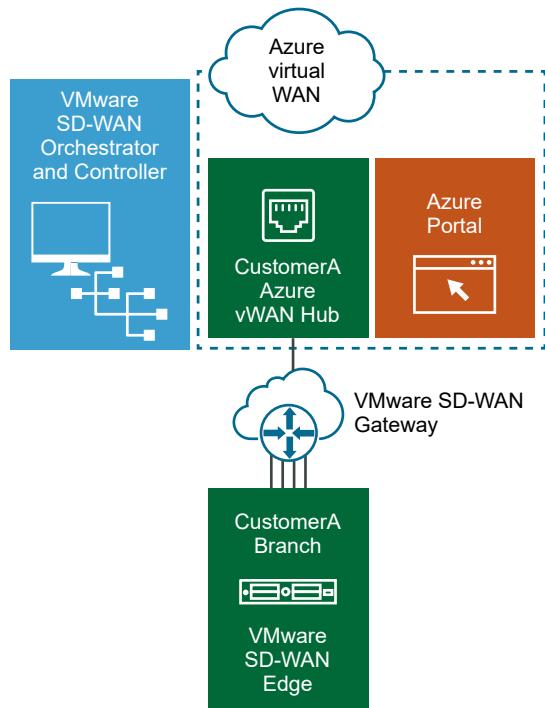 Azure
virtual
WAN
VMware
SD-WAN
Orchestrator
and Controller
CustomerA
Azure
vWAN Hub
Azure
Portal
VMware SD-WAN
Gateway
CustomerA
Branch
VMware
SD-WAN
Edge